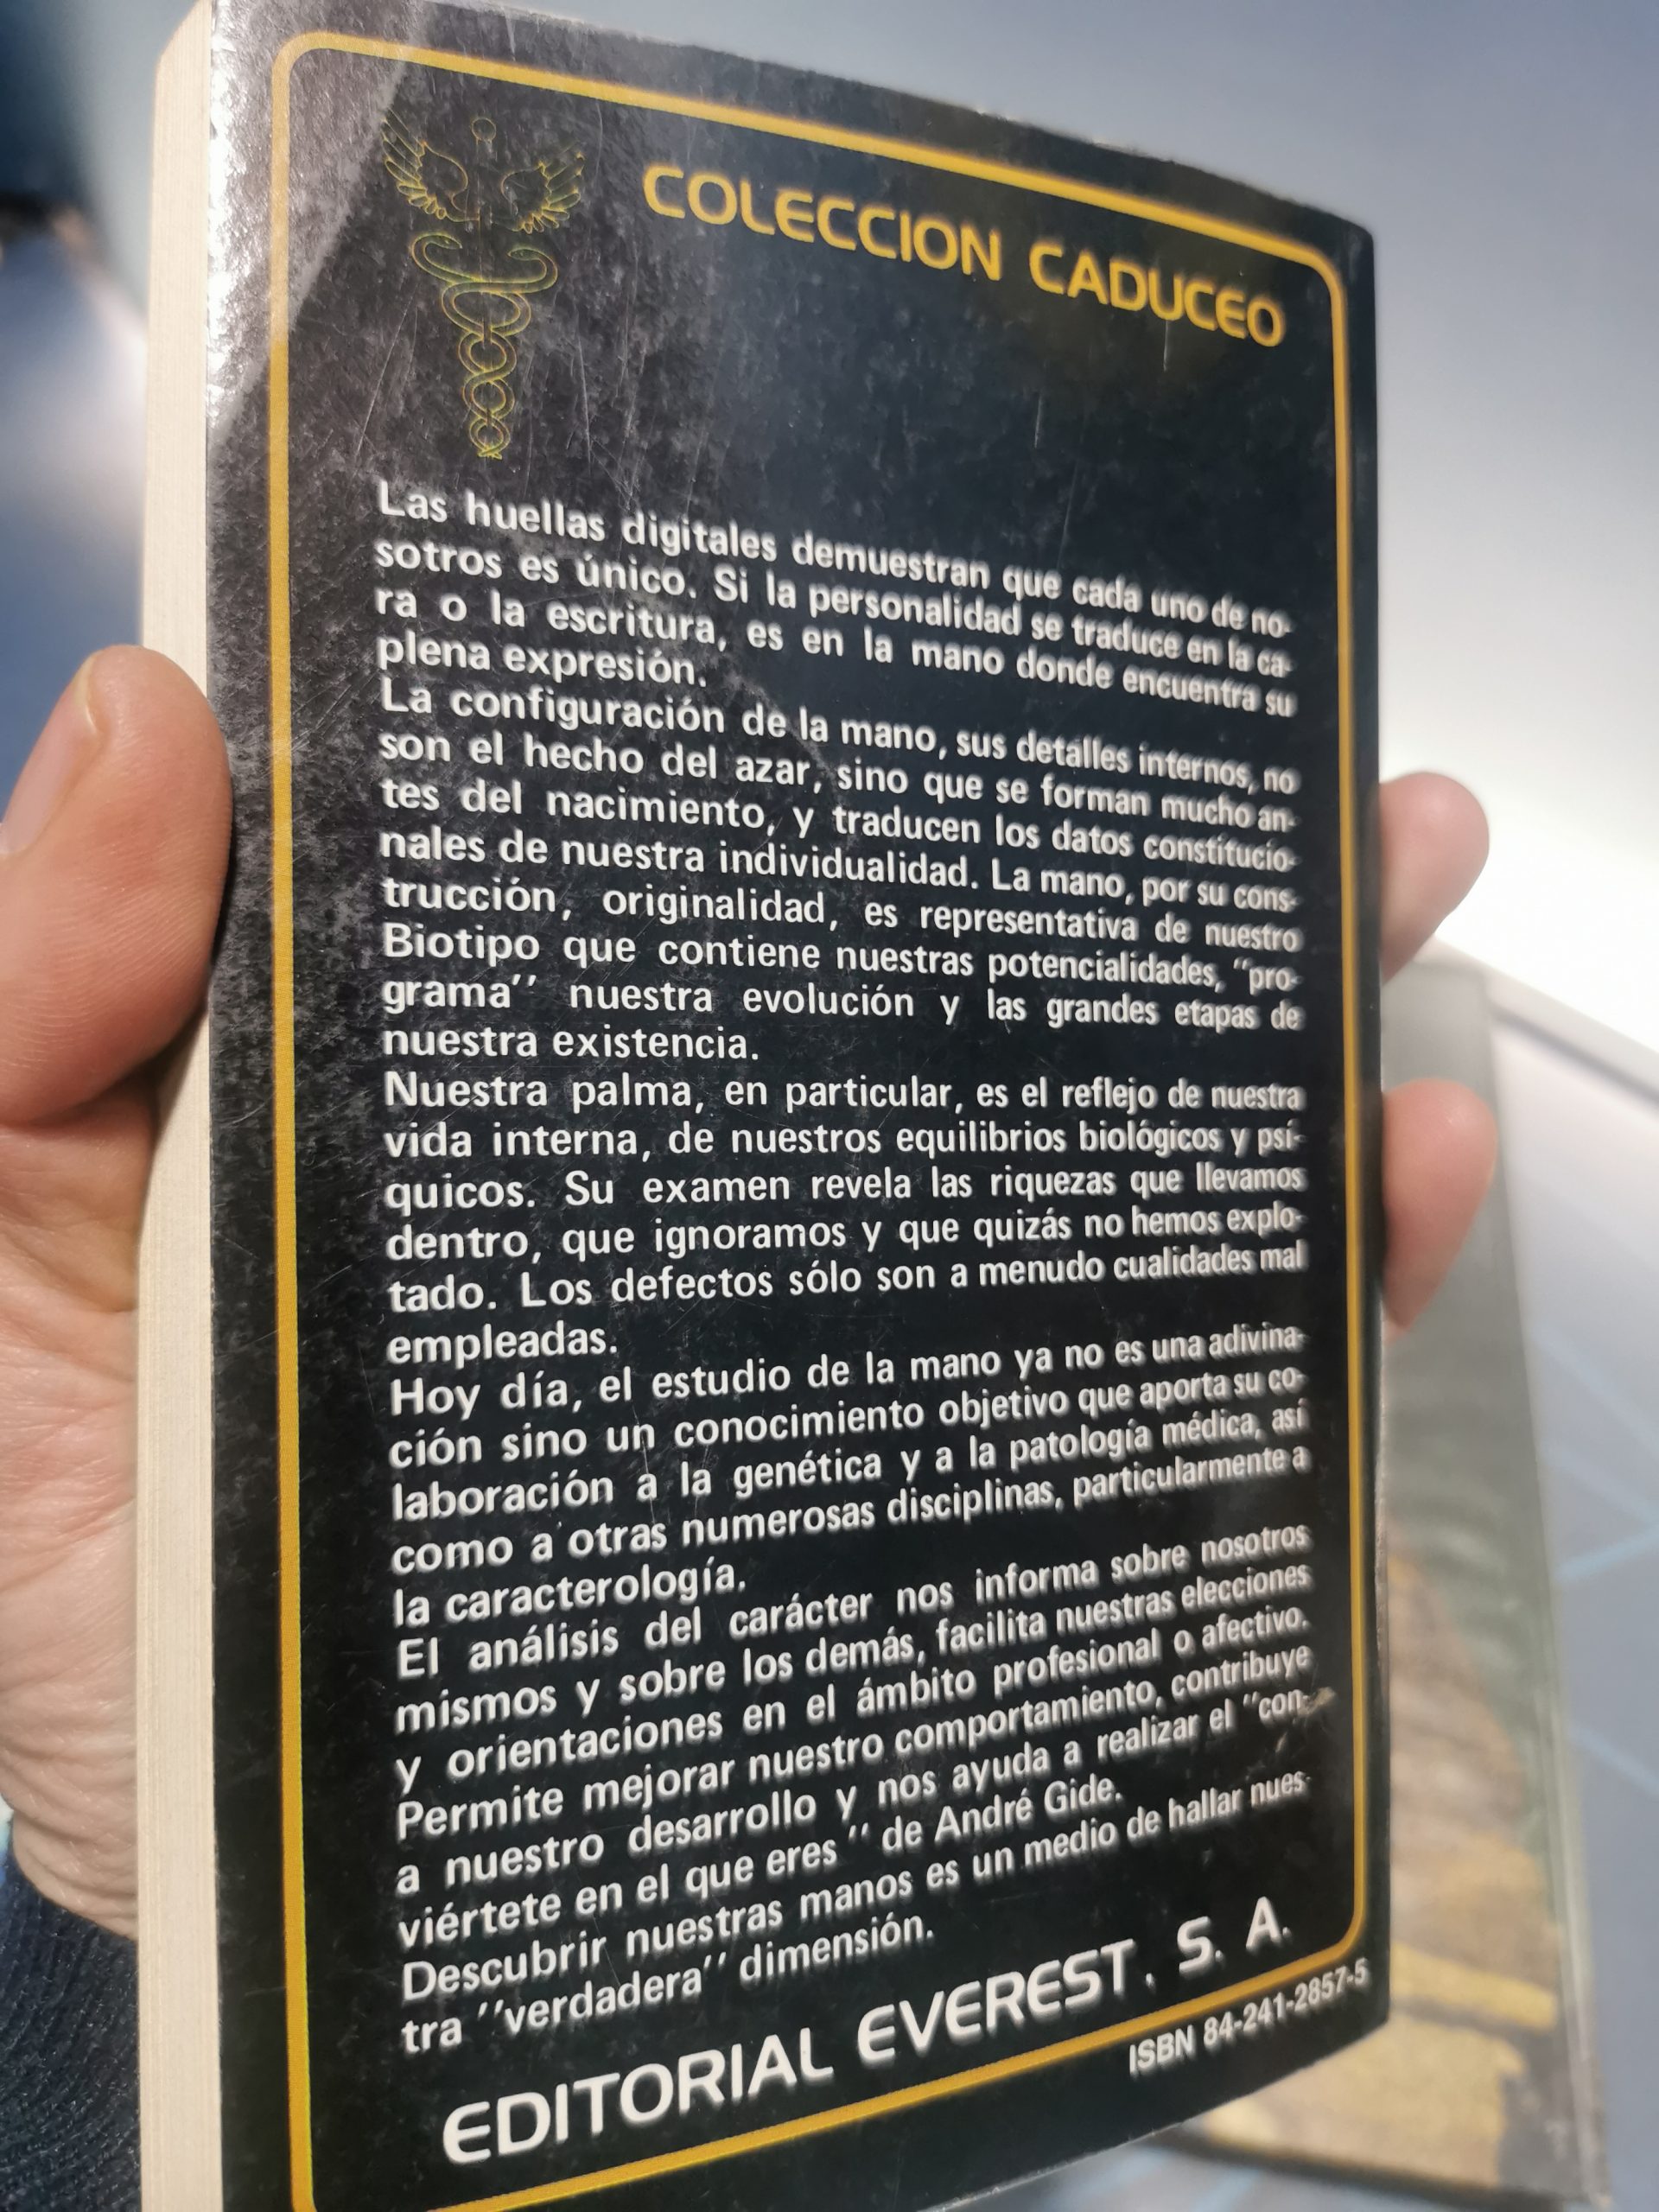 COLECCION CADUCEO
Las huellas digitales demuestran que cada uno de no-
sotros es único. Si la personalidad se traduce en la ca-
ra o la escritura, es en la mano donde encuentra su
plena expresión.
La configuración de la mano, sus detalles internos, no
son el hecho del azar, sino que se forman mucho an-
tes del nacimiento, y traducen los datos constitucio-
nales de nuestra individualidad. La mano, por su cons-
trucción, originalidad, es representativa de nuestro
Biotipo que contiene nuestras potencialidades, "pro-
grama" nuestra evolución y las grandes etapas de
nuestra existencia.
Nuestra palma, en particular, es el reflejo de nuestra
vida interna, de nuestros equilibrios biológicos y psí-
quicos. Su examen revela las riquezas que llevamos
dentro, que ignoramos y que quizás no hemos explo-
tado. Los defectos sólo son a menudo cualidades mal
empleadas.
Hoy día, el estudio de la mano ya no es una adivina-
ción sino un conocimiento objetivo que aporta su co-
laboración a la genética y a la patología médica, así
como a otras numerosas disciplinas, particularmente a
la caracterología.
El análisis del carácter nos informa sobre nosotros
mismos y sobre los demás, facilita nuestras elecciones
y orientaciones en el ámbito profesional o afectivo.
Permite mejorar nuestro comportamiento, contribuye
a nuestro desarrollo y nos ayuda a realizar el "con-
viértete en el que eres" de André Gide.
Descubrir nuestras manos es un medio de hallar nues-
tra "verdadera" dimensión.
EDITORIAL EVEREST, S. A.
ISBN 84-241-2857-5